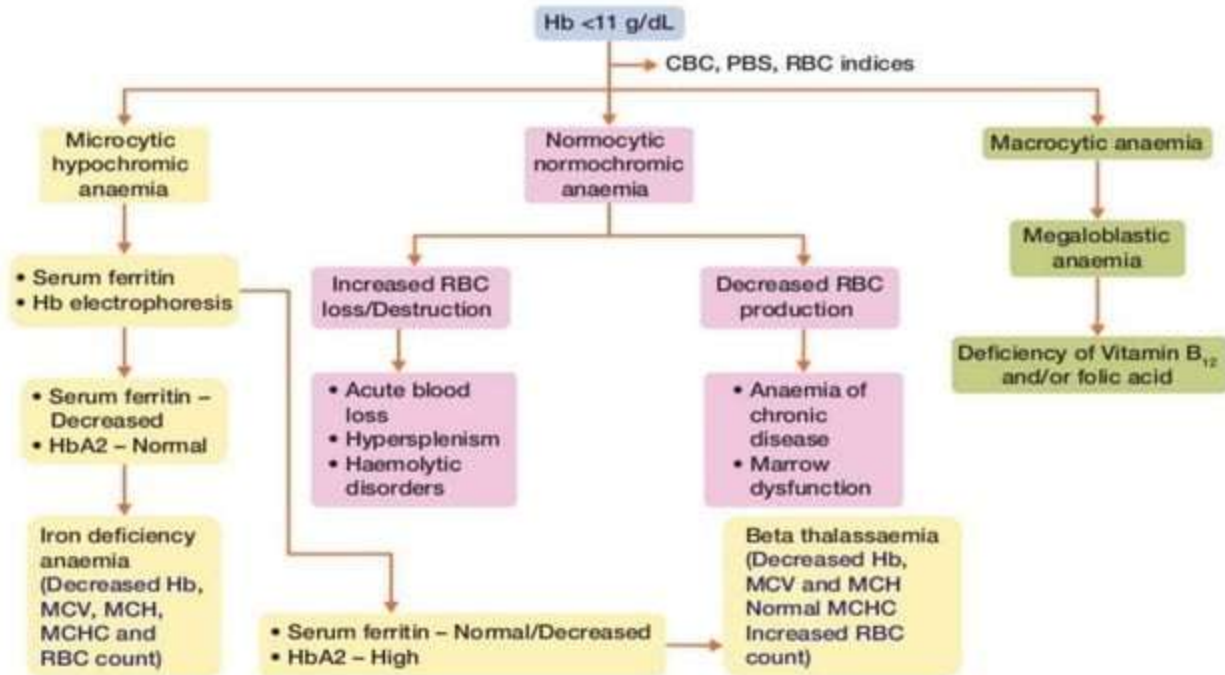 Hb <11 g/dL
CBC, PBS, RBC indices
Microcytic
hypochromic
anaemia
Normocytic
normochromic
anaemia
Macrocytic anaemia
Megaloblastic
anaemia
• Serum ferritin
• Hb electrophoresis
Increased RBC
loss/Destruction
Decreased RBC
production
Deficiency of Vitamin B₁₂
and/or folic acid
• Serum ferritin –
Decreased
• HbA2 – Normal
• Acute blood
loss
• Hypersplenism
• Haemolytic
disorders
• Anaemia of
chronic
disease
• Marrow
dysfunction
Iron deficiency
anaemia
(Decreased Hb,
MCV, MCH,
MCHC and
RBC count)
• Serum ferritin – Normal/Decreased
• HbA2 – High
Beta thalassaemia
(Decreased Hb,
MCV and MCH
Normal MCHC
Increased RBC
count)